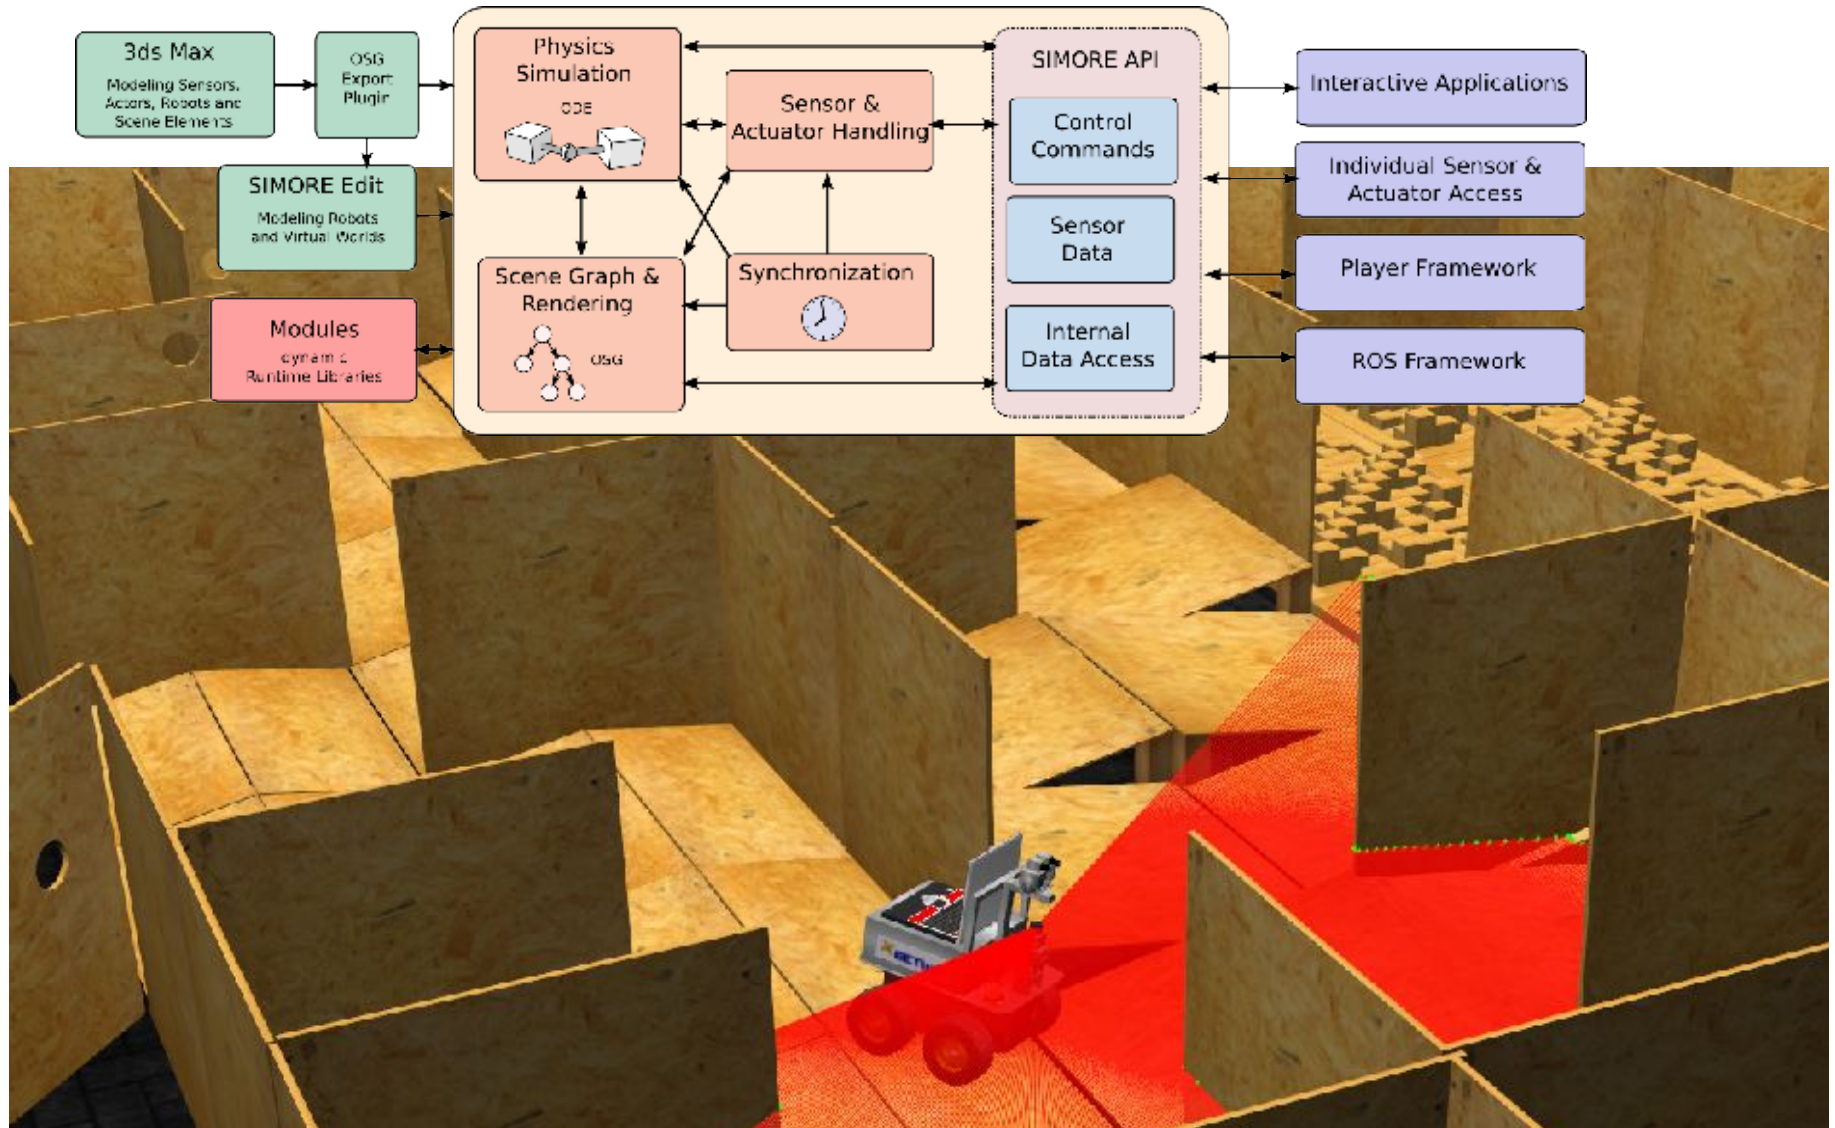 3ds Max
Modeling Sensors,
Actors, Robots and
Scene Elements
OSG
Export
Plugin
SIMORE Edit
Modeling Robots
and Virtual Worlds
Modules
dynamic
Runtime Libraries
Physics
Simulation
ODE
Sensor &
Actuator Handling
Scene Graph &
Rendering
OSG
Synchronization
SIMORE API
Control
Commands
Sensor
Data
Internal
Data Access
Interactive Applications
Individual Sensor &
Actuator Access
Player Framework
ROS Framework